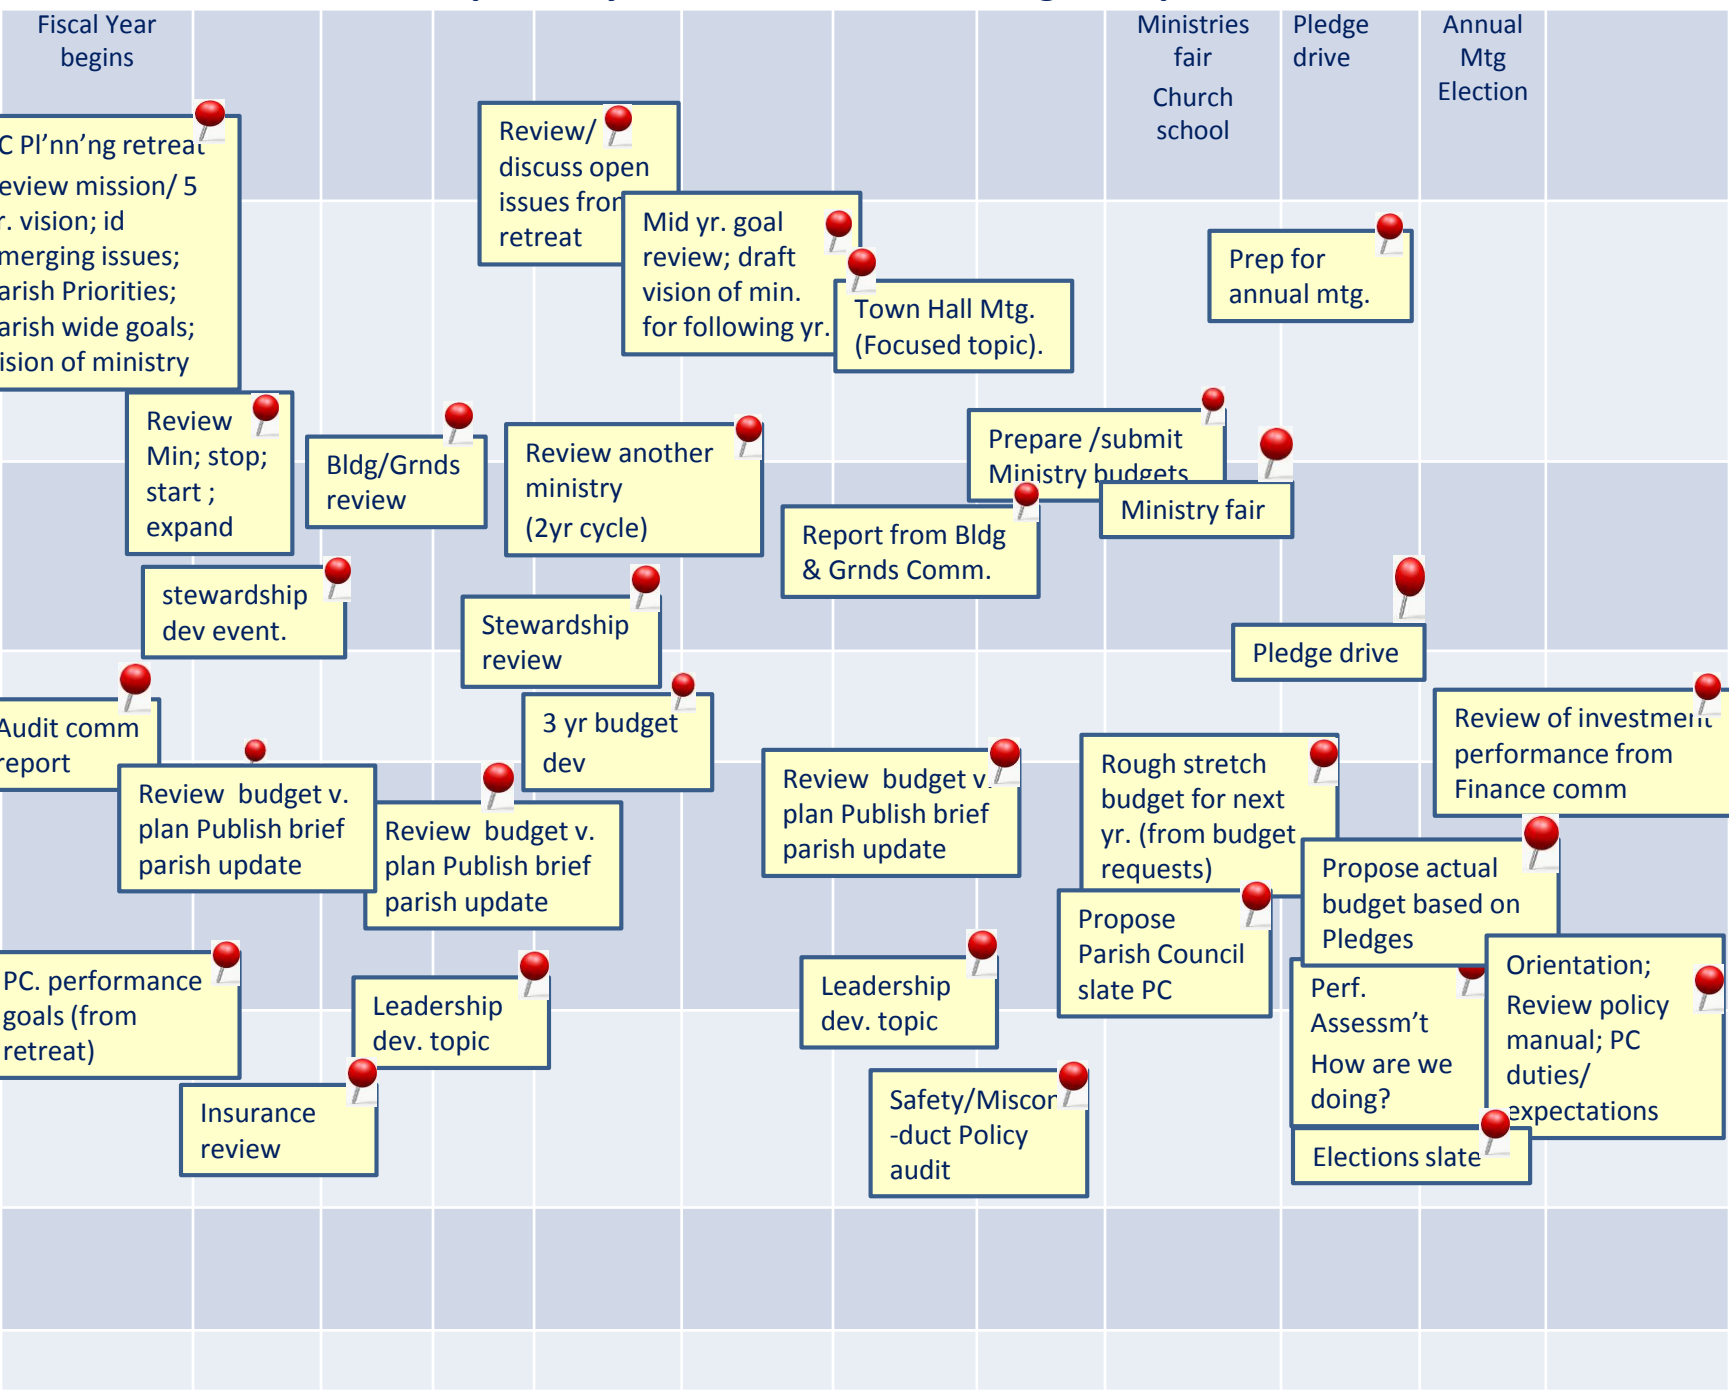 Fiscal Year
begins
Ministries
fair
Church
school
Pledge
drive
Annual
Mtg
Election
C Pl’nn’ng retreat
eview mission/ 5
r. vision; id
merging issues;
arish Priorities;
arish wide goals;
ision of ministry
Review/
discuss open
issues from
retreat
Mid yr. goal
review; draft
vision of min.
for following yr.
Town Hall Mtg.
(Focused topic).
Prep for
annual mtg.
Review
Min; stop;
start ;
expand
Bldg/Grnds
review
Review another
ministry
(2yr cycle)
Prepare /submit
Ministry budgets
Ministry fair
Report from Bldg
& Grnds Comm.
stewardship
dev event.
Stewardship
review
Pledge drive
Audit comm
report
3 yr budget
dev
Review of investment
performance from
Finance comm
Review  budget v.
plan Publish brief
parish update
Review  budget v.
plan Publish brief
parish update
Review  budget v.
plan Publish brief
parish update
Rough stretch
budget for next
yr. (from budget
requests)
Propose actual
budget based on
Pledges
Propose
Parish Council
slate PC
PC. performance
goals (from
retreat)
Leadership
dev. topic
Leadership
dev. topic
Perf.
Assessm’t
How are we
doing?
Orientation;
Review policy
manual; PC
duties/
expectations
Insurance
review
Safety/Miscon
-duct Policy
audit
Elections slate